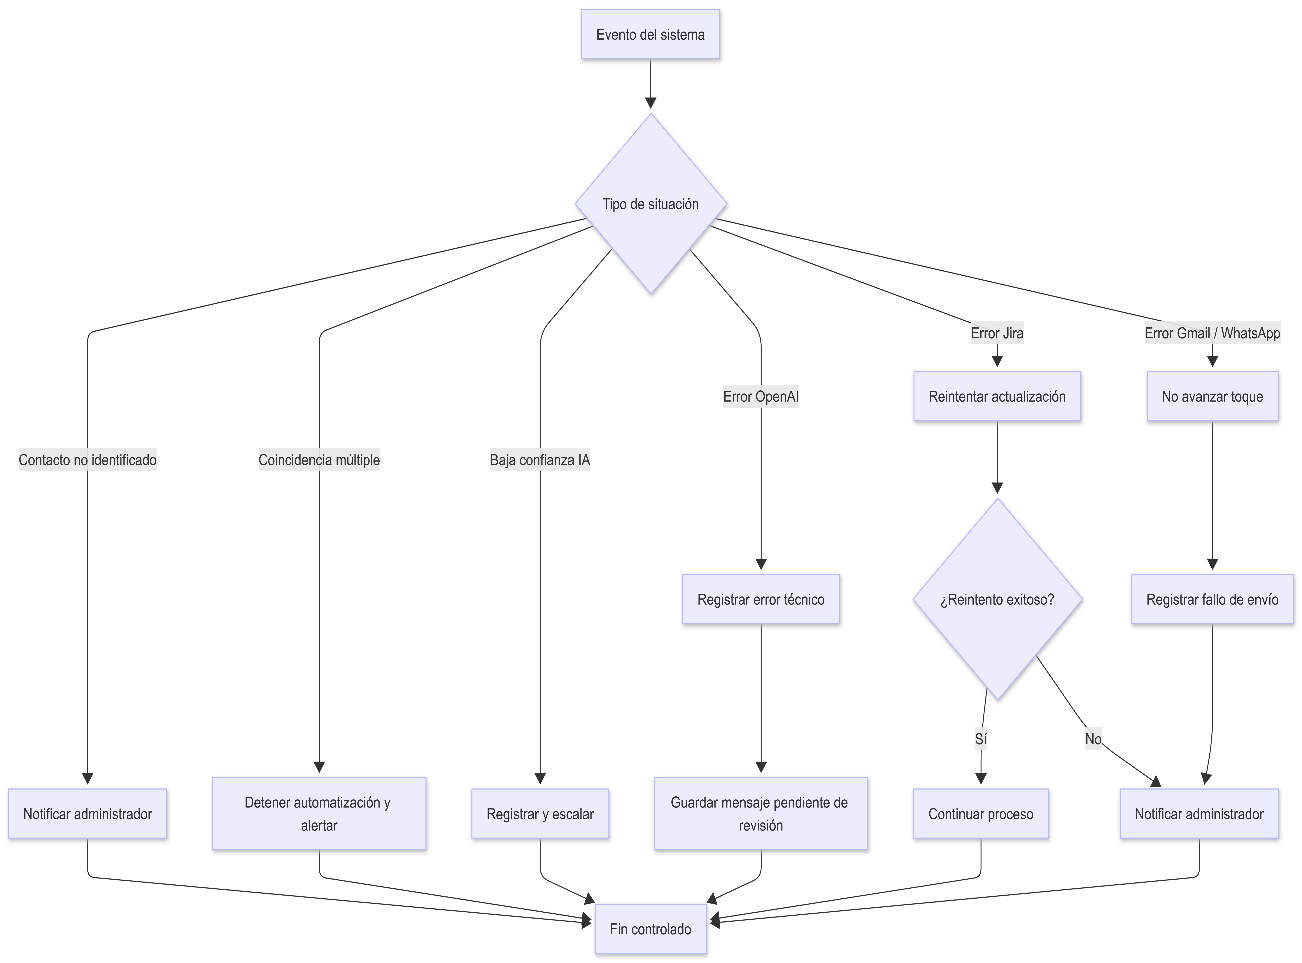 Evento del sistema
Tipo de situación
Error Jira
Error Gmail / WhatsApp
Error OpenAI
Reintentar actualización
No avanzar toque
Contacto no identificado
Coincidencia múltiple
Baja confianza IA
Registrar error técnico
¿Reintento exitoso?
Registrar fallo de envío
Sí
No
Notificar administrador
Detener automatización y
alertar
Registrar y escalar
Guardar mensaje pendiente de
revisión
Continuar proceso
Notificar administrador
Fin controlado